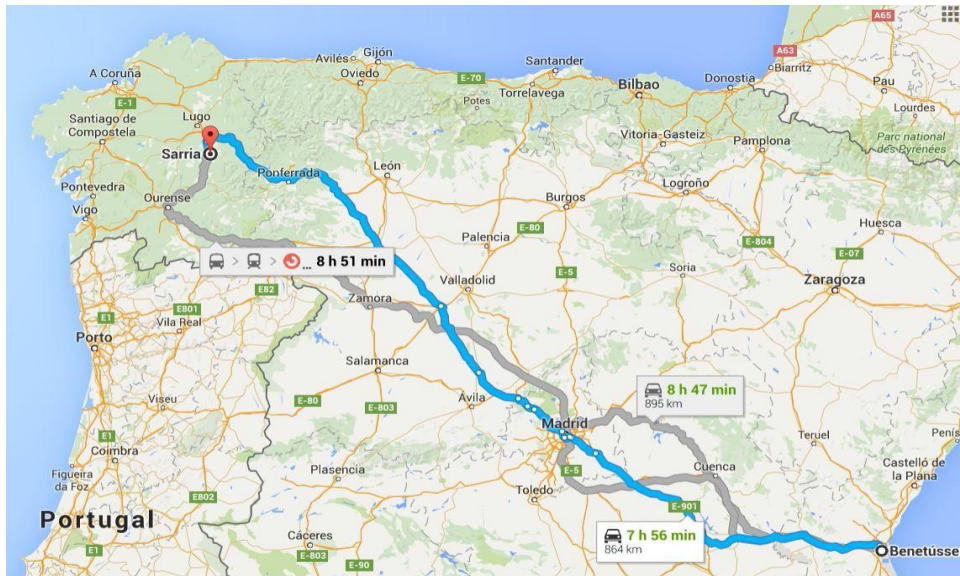 A65
A63
Gijón
Avilés
Oviedo
Santander
Biarritz
A Coruña
E-70
Torrelavega
Bilbao
Donostia
Pau
E-1
Potes
Lourdes
Santiago de
Compostela
Lugo
Vitoria-Gasteiz
Pamplona
Parc national
des Pyrénées
Sarria
León
Ponferrada
Logroño
Pontevedra
Ourense
Burgos
Vigo
Huesca
E-80
Palencia
E-804
8 h 51 min
E-07
... 
E-5
Soria
Valladolid
Zaragoza
E82
Zamora
E801
E1
Vila Real
Porto
Salamanca
8 h 47 min
895 km
Viseu
Ávila
E-80
E-803
Madrid
E1
Teruel
Coimbra
Plasencia
E-5
Cuenca
Castelló de
la Plana
Figueira
da Foz
Toledo
E802
E-901
Portugal
Cáceres
7 h 56 min
864 km
Benetússe
E1
E-803
E-90